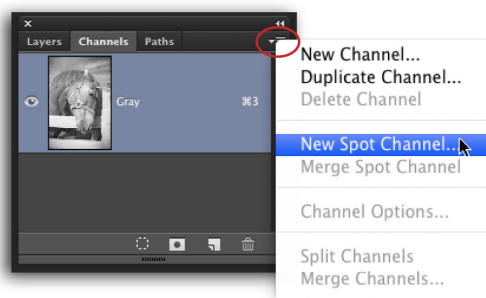 Layers Channels Paths
Gray ⌘3
New Channel...
Duplicate Channel...
Delete Channel
New Spot Channel...
Merge Spot Channel
Channel Options...
Split Channels
Merge Channels...